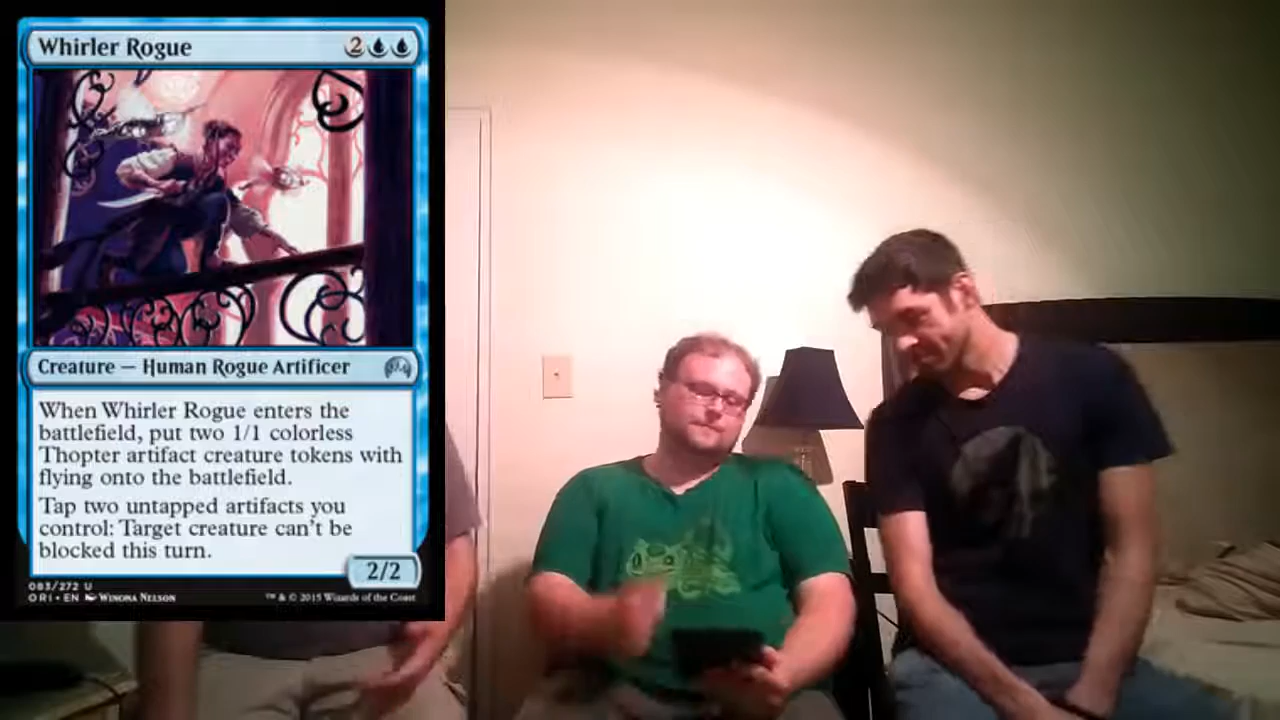 Whirler Rogue 2
Creature — Human Rogue Artificer
When Whirler Rogue enters the
battlefield, put two 1/1 colorless
Thopter artifact creature tokens with
flying onto the battlefield.
Tap two untapped artifacts you
control: Target creature can't be
blocked this turn.
2/2
083/272 U
ORI • EN Winona Nelson ™ & © 2015 Wizards of the Coast